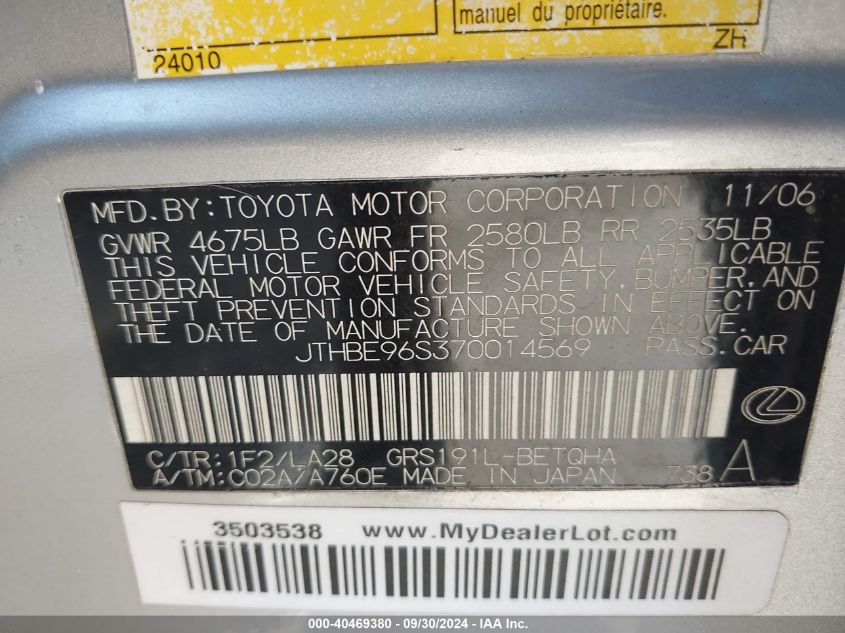 manuel du propriétaire.
24010
ZH
MFD.BY:TOYOTA MOTOR CORPORATION 11/06
GVWR 4675LB GAWR FR 2580LB RR 2535LB
THIS VEHICLE CONFORMS TO ALL APPLICABLE
FEDERAL MOTOR VEHICLE SAFETY,BUMPER,AND
THEFT PREVENTION STANDARDS IN EFFECT ON
THE DATE OF MANUFACTURE SHOWN ABOVE.
JTHBE96S370014569 PASS.CAR
C/TR:1F2/LA28 GRS191L-BETQHA
A/TM:C02A/A760E MADE IN JAPAN 738 A
3503538 www.MyDealerLot.com
000-40469380 - 09/30/2024 - IAA Inc.